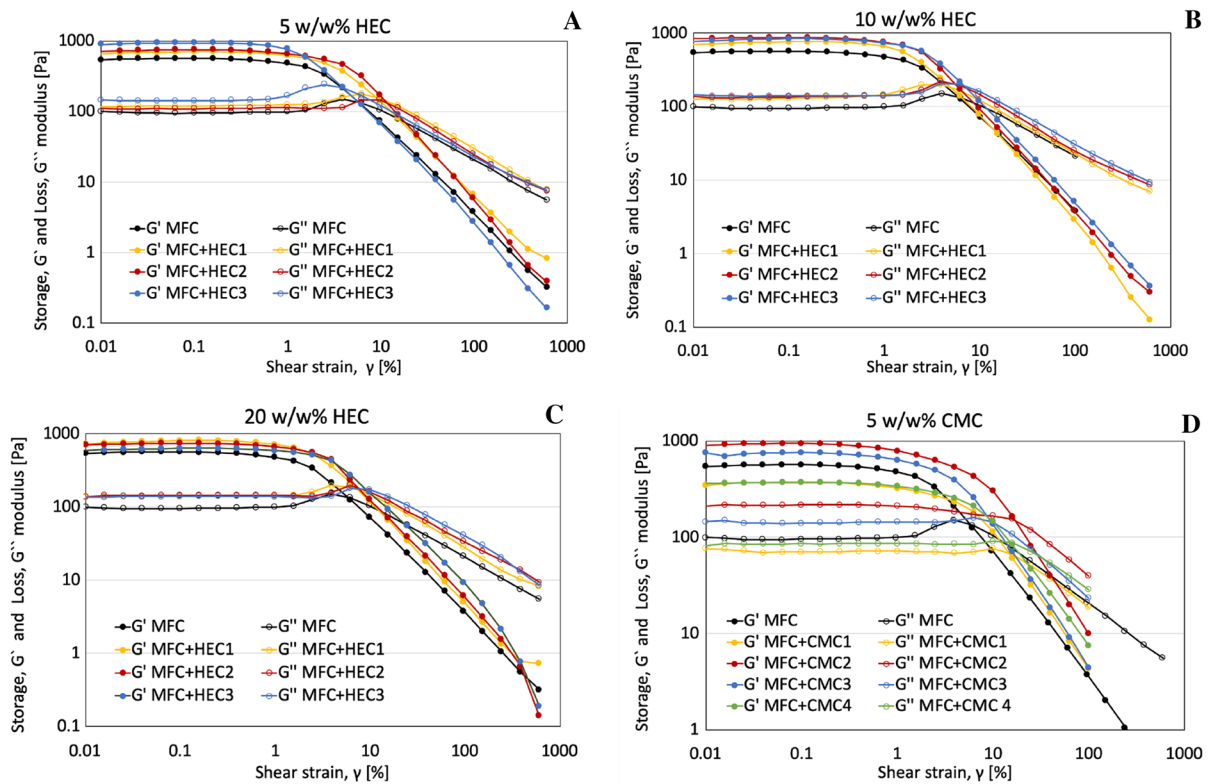 5 w/w% HEC
A
Storage, G` and Loss, G`` modulus [Pa]
1000
100
10
1
0.1
G' MFC
G'' MFC
G' MFC+HEC1
G'' MFC+HEC1
G' MFC+HEC2
G'' MFC+HEC2
G' MFC+HEC3
G'' MFC+HEC3
0.01 0.1 1 10 100 1000
Shear strain, γ [%]
10 w/w% HEC
B
Storage, G` and Loss, G`` modulus [Pa]
1000
100
10
1
0.1
G' MFC
G'' MFC
G' MFC+HEC1
G'' MFC+HEC1
G' MFC+HEC2
G'' MFC+HEC2
G' MFC+HEC3
G'' MFC+HEC3
0.01 0.1 1 10 100 1000
Shear strain, γ [%]
20 w/w% HEC
C
Storage, G` and Loss, G`` modulus [Pa]
1000
100
10
1
0.1
G' MFC
G'' MFC
G' MFC+HEC1
G'' MFC+HEC1
G' MFC+HEC2
G'' MFC+HEC2
G' MFC+HEC3
G'' MFC+HEC3
0.01 0.1 1 10 100 1000
Shear strain, γ [%]
5 w/w% CMC
D
Storage, G` and Loss, G`` modulus [Pa]
1000
100
10
1
G' MFC
G'' MFC
G' MFC+CMC1
G'' MFC+CMC1
G' MFC+CMC2
G'' MFC+CMC2
G' MFC+CMC3
G'' MFC+CMC3
G' MFC+CMC4
G'' MFC+CMC 4
0.01 0.1 1 10 100 1000
Shear strain, γ [%]